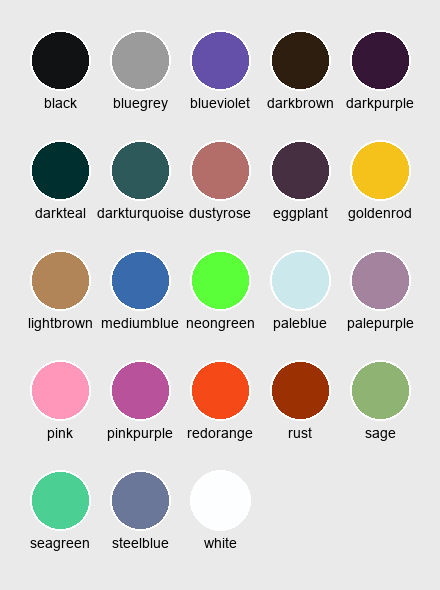 black bluegrey blueviolet darkbrown darkpurple
darkteal darkturquoise dustyrose eggplant goldenrod
lightbrown mediumblue neongreen paleblue palepurple
pink pinkpurple redorange rust sage
seagreen steelblue white